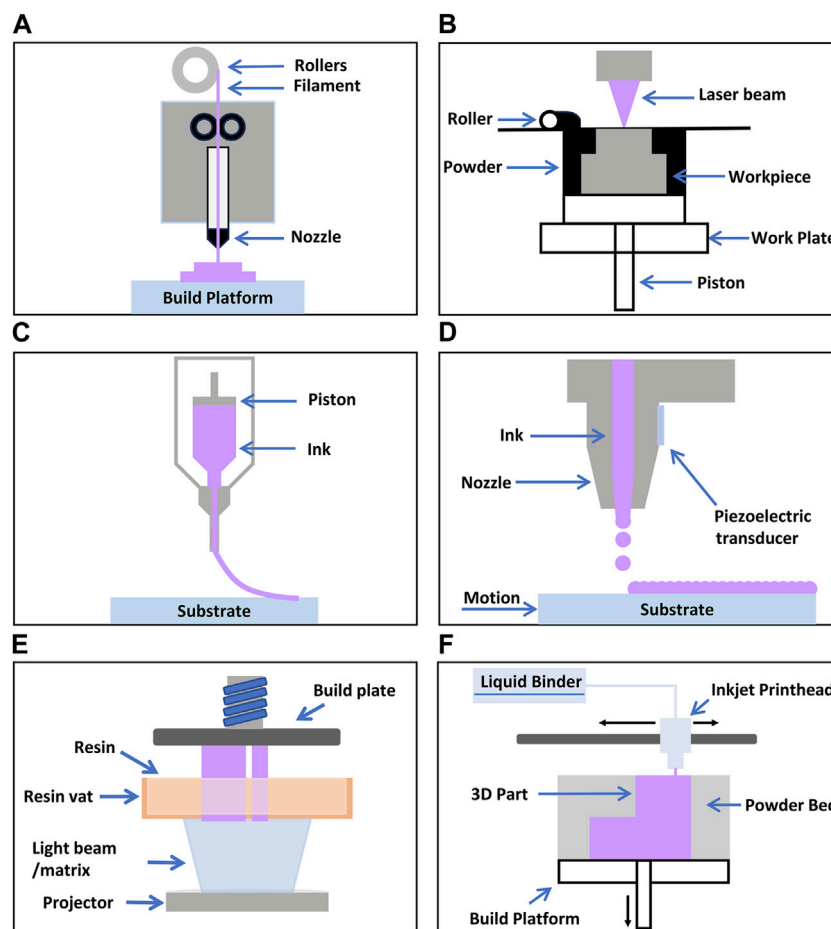 A
Rollers
Filament
Nozzle
Build Platform
B
Laser beam
Roller
Powder
Workpiece
Work Plate
Piston
C
Piston
Ink
Substrate
D
Ink
Nozzle
Piezoelectric
transducer
Motion
Substrate
E
Build plate
Resin
Resin vat
Light beam
/matrix
Projector
F
Liquid Binder
Inkjet Printhead
3D Part
Powder Bed
Build Platform